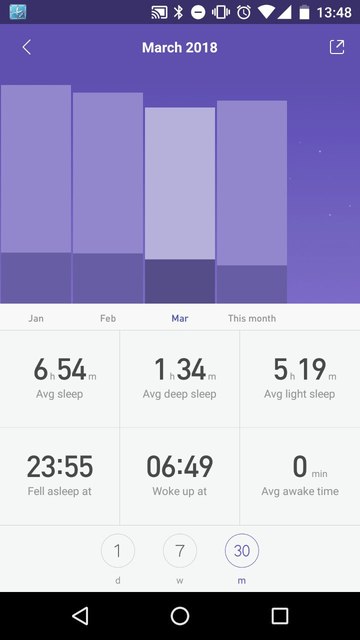 13:48
March 2018
Jan Feb Mar This month
6 h 54 m 1 h 34 m 5 h 19 m
Avg sleep Avg deep sleep Avg light sleep
23:55 06:49 0 min
Fell asleep at Woke up at Avg awake time
1 7 30
d w m